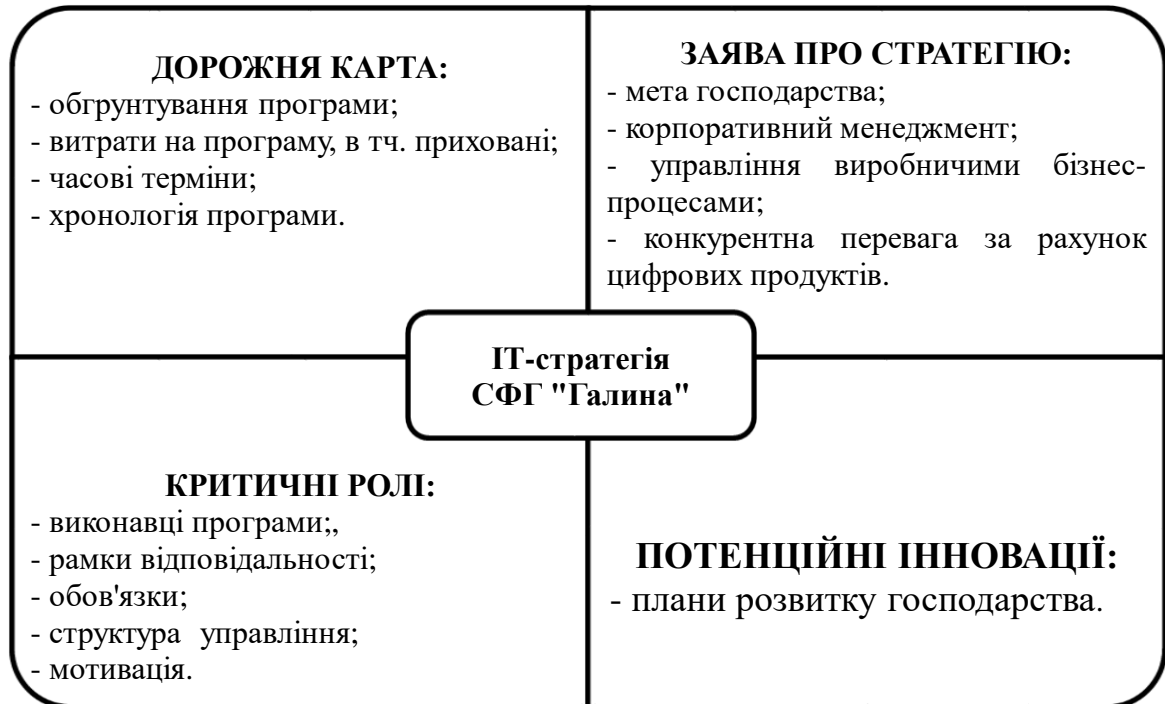 ДОРОЖНЯ КАРТА:
- обгрунтування програми;
- витрати на програму, в тч. приховані;
- часові терміни;
- хронологія програми.
ЗАЯВА ПРО СТРАТЕГІЮ:
- мета господарства;
- корпоративний менеджмент;
- управління виробничими бізнес-
процесами;
- конкурентна перевага за рахунок
цифрових продуктів.
ІТ-стратегія
СФГ "Галина"
КРИТИЧНІ РОЛІ:
- виконавці програми;,
- рамки відповідальності;
- обов'язки;
- структура управління;
- мотивація.
ПОТЕНЦІЙНІ ІННОВАЦІЇ:
- плани розвитку господарства.